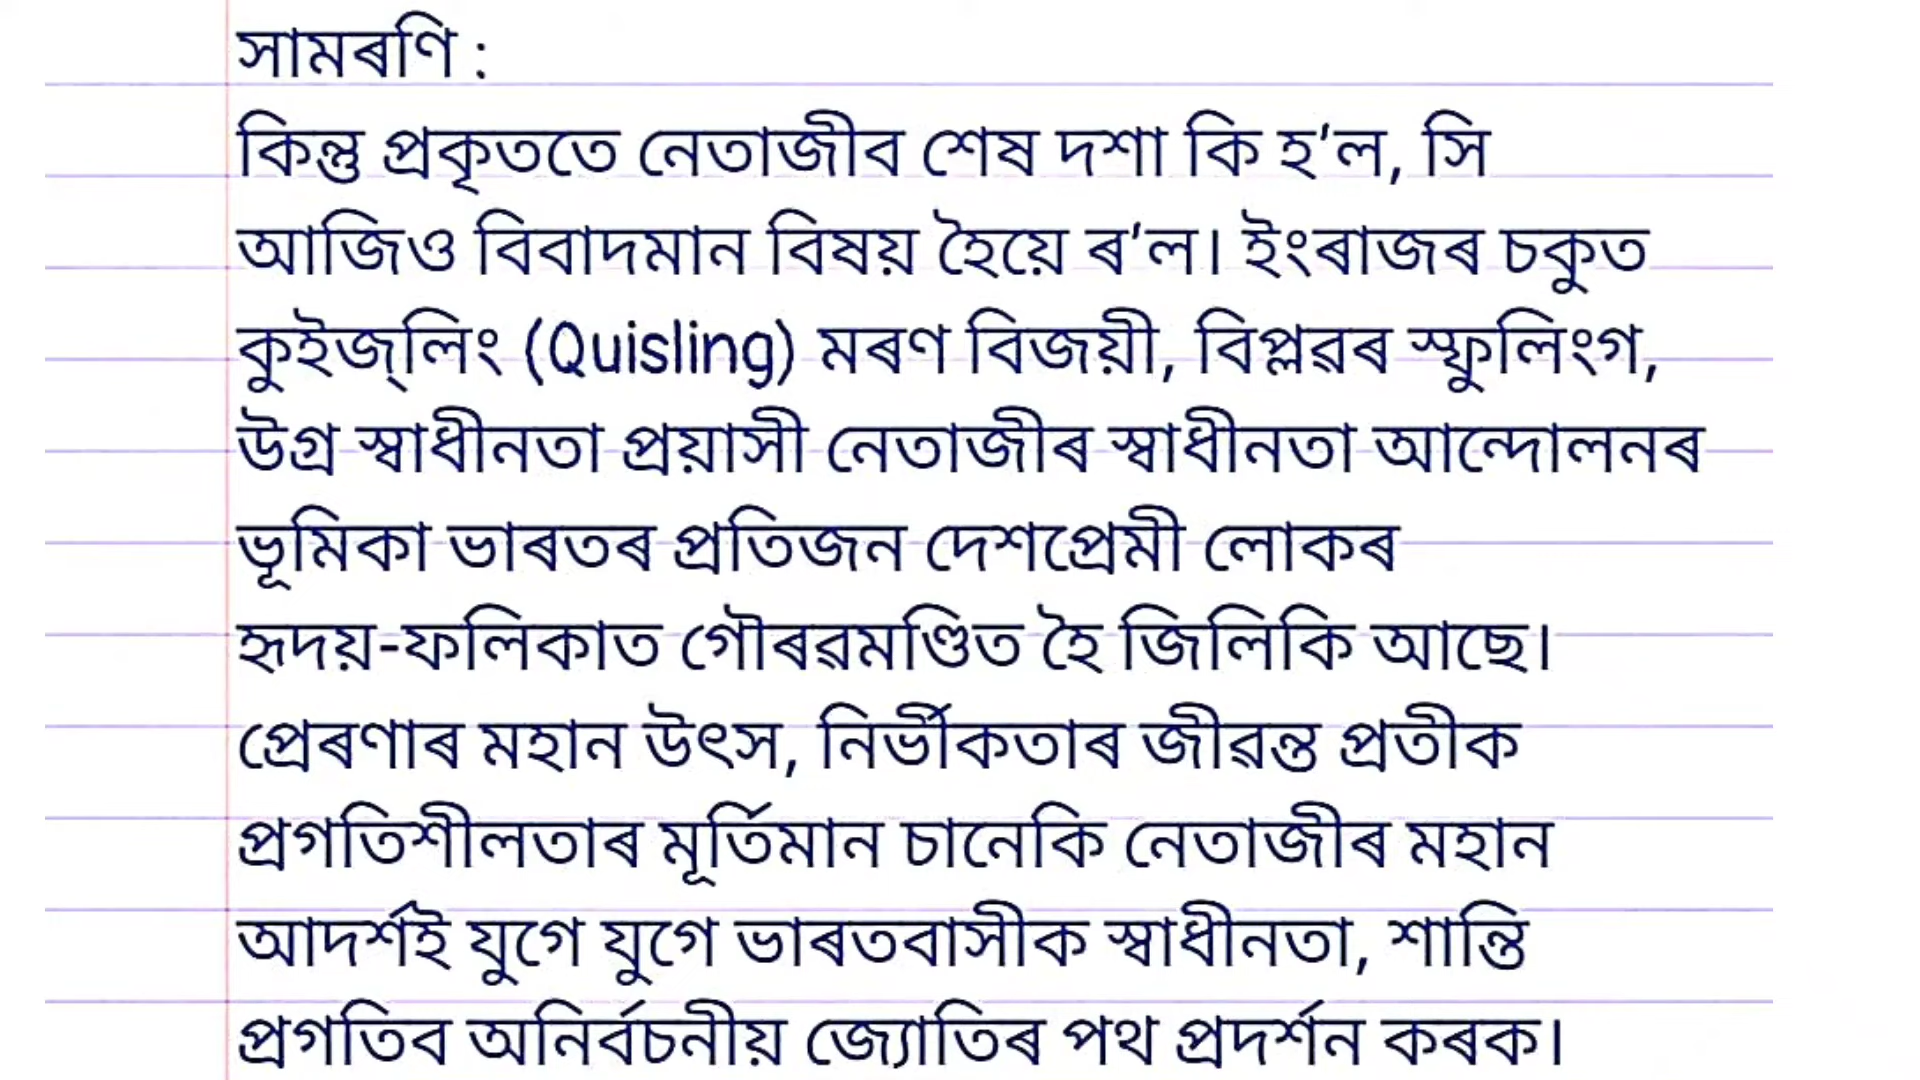 সামৰণি :
কিন্তু প্ৰকৃততে নেতাজীব শেষ দশা কি হ'ল, সি
আজিও বিবাদমান বিষয় হৈয়ে ৰ'ল। ইংৰাজৰ চকুত
কুইজ্‌লিং (Quisling) মৰণ বিজয়ী, বিপ্লৱৰ স্ফুলিংগ,
উগ্ৰ স্বাধীনতা প্ৰয়াসী নেতাজীৰ স্বাধীনতা আন্দোলনৰ
ভূমিকা ভাৰতৰ প্ৰতিজন দেশপ্ৰেমী লোকৰ
হৃদয়-ফলিকাত গৌৰৱমণ্ডিত হৈ জিলিকি আছে।
প্ৰেৰণাৰ মহান উৎস, নিৰ্ভীকতাৰ জীৱন্ত প্ৰতীক
প্ৰগতিশীলতাৰ মূৰ্তিমান চানেকি নেতাজীৰ মহান
আদৰ্শই যুগে যুগে ভাৰতবাসীক স্বাধীনতা, শান্তি
প্ৰগতিব অনিৰ্বচনীয় জ্যোতিৰ পথ প্ৰদৰ্শন কৰক।